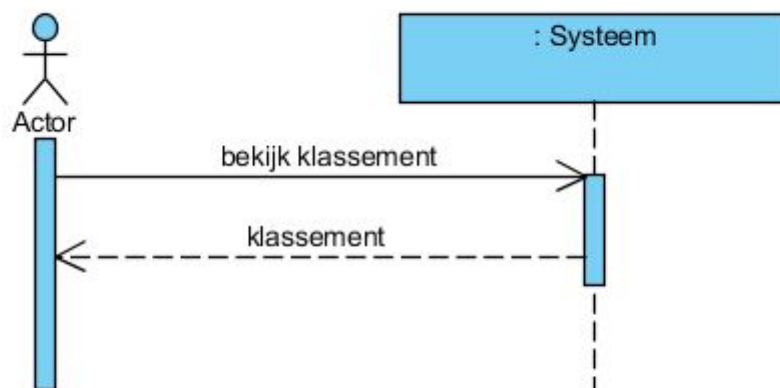 : Systeem
Actor
bekijk klassement
klassement